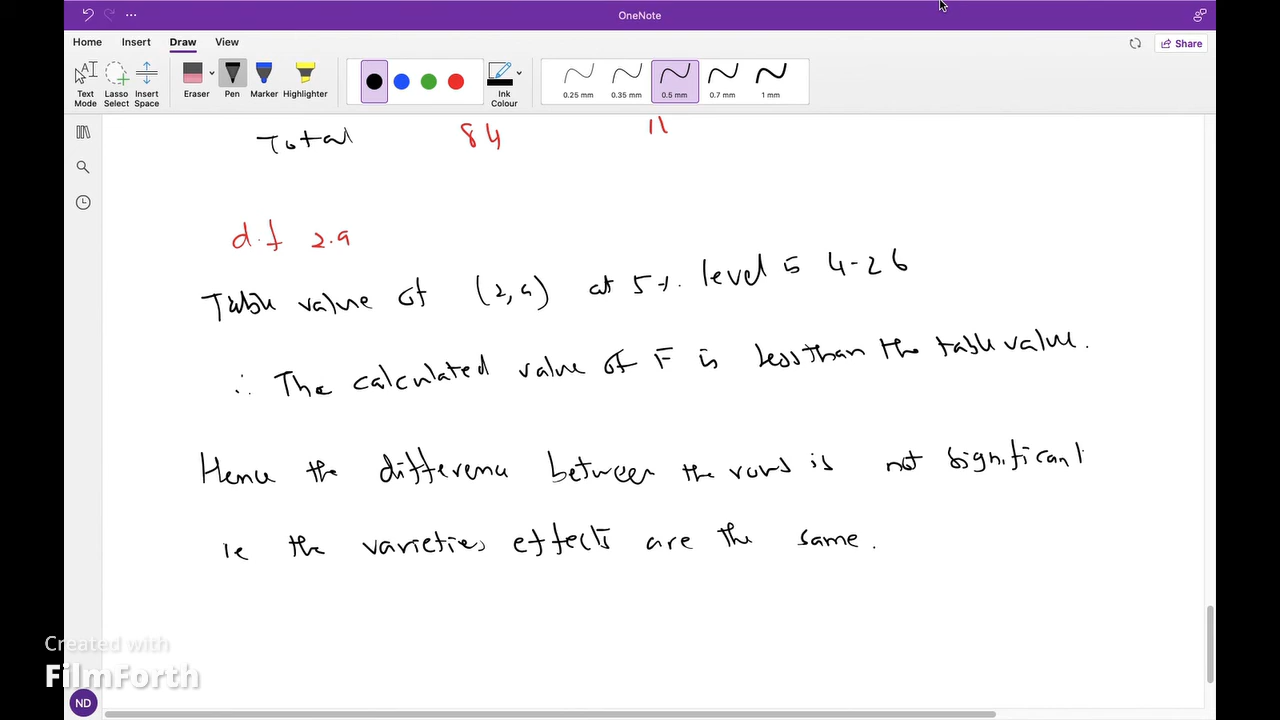 OneNote
Home Insert Draw View
Share
Text Mode
Lasso Select
Insert Space
Eraser
Pen
Marker
Highlighter
Ink Colour
0.25 mm 0.35 mm 0.5 mm 0.7 mm 1 mm
Total 84 11
d.f 2.9
Table value of (2,9) at 5%. level is 4.26
∴ The calculated value of F is less than the table value.
Hence the difference between the rows is not significant
ie the varieties effects are the same.
Created with
FilmForth
ND